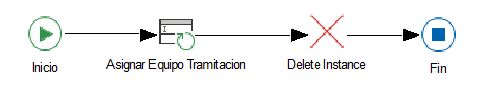 Inicio
Asignar Equipo Tramitacion
Delete Instance
Fin